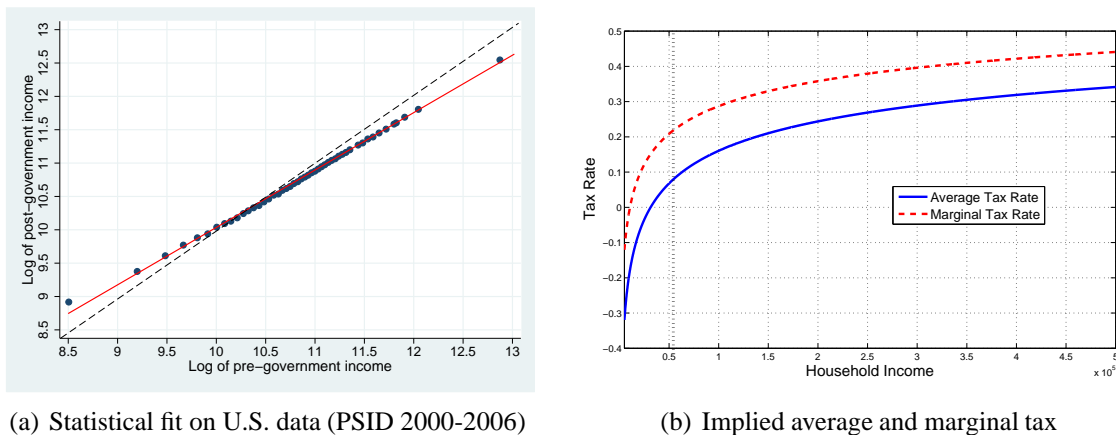 Log of post−government income
13
12.5
12
11.5
11
10.5
10
9.5
9
8.5
8.5 9 9.5 10 10.5 11 11.5 12 12.5 13
Log of pre−government income
(a) Statistical fit on U.S. data (PSID 2000-2006)
Tax Rate
0.5
0.4
0.3
0.2
0.1
0
−0.1
−0.2
−0.3
−0.4
Average Tax Rate
Marginal Tax Rate
0.5 1 1.5 2 2.5 3 3.5 4 4.5 5
x 10^5
Household Income
(b) Implied average and marginal tax